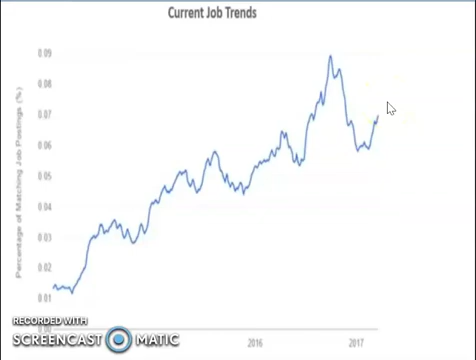 Current Job Trends
Percentage of Matching Job Postings (%)
0.09
0.08
0.07
0.06
0.05
0.04
0.03
0.02
0.01
2016
2017
RECORDED WITH
SCREENCAST MATIC